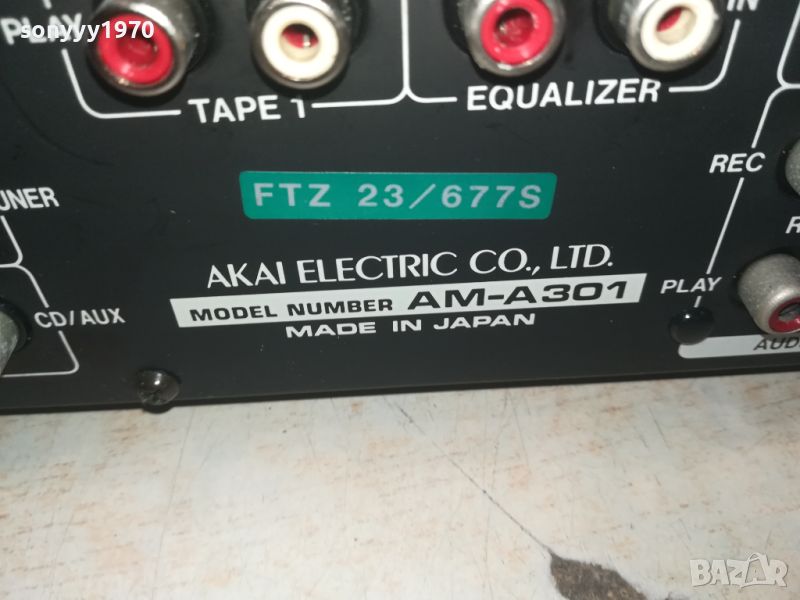 sonyyy1970
PLAY
IN
TAPE 1
EQUALIZER
REC
FTZ 23/677S
AKAI ELECTRIC CO., LTD.
PLAY
CD/AUX
MODEL NUMBER AM-A301
MADE IN JAPAN
BAZAR